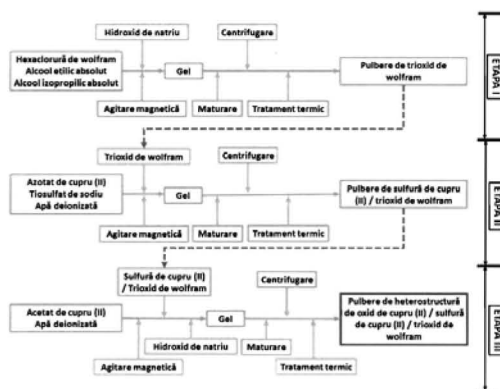 Hidroxid de natriu
Centrifugare
Hexaclorură de wolfram
Alcool etilic absolut
Alcool izopropilic absolut
Gel
Pulbere de trioxid de
wolfram
Agitare magnetică
Maturare
Tratament termic
ETAPA I
Trioxid de wolfram
Centrifugare
Azotat de cupru (II)
Tiosulfat de sodiu
Apă deionizată
Gel
Pulbere de sulfură de cupru
(II) / trioxid de wolfram
Agitare magnetică
Maturare
Tratament termic
ETAPA II
Sulfură de cupru (II)
/ Trioxid de wolfram
Centrifugare
Acetat de cupru (II)
Apă deionizată
Gel
Pulbere de heterostructură
de oxid de cupru (II) / sulfură
de cupru (II) / trioxid de
wolfram
Hidroxid de natriu
Maturare
Agitare magnetică
Tratament termic
ETAPA III